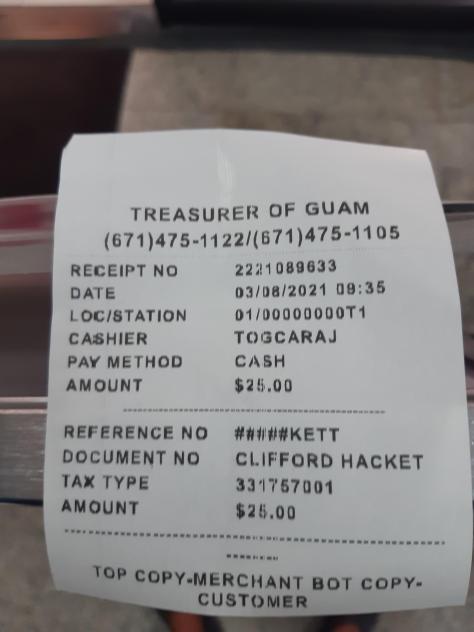 TREASURER OF GUAM
(671)475-1122/(671)475-1105
RECEIPT NO 2221089633
DATE 03/08/2021 09:35
LOC/STATION 01/00000000T1
CASHIER TOGCARAJ
PAY METHOD CASH
AMOUNT $25.00
REFERENCE NO #####KETT
DOCUMENT NO CLIFFORD HACKET
TAX TYPE 331757001
AMOUNT $25.00
TOP COPY-MERCHANT BOT COPY-
CUSTOMER